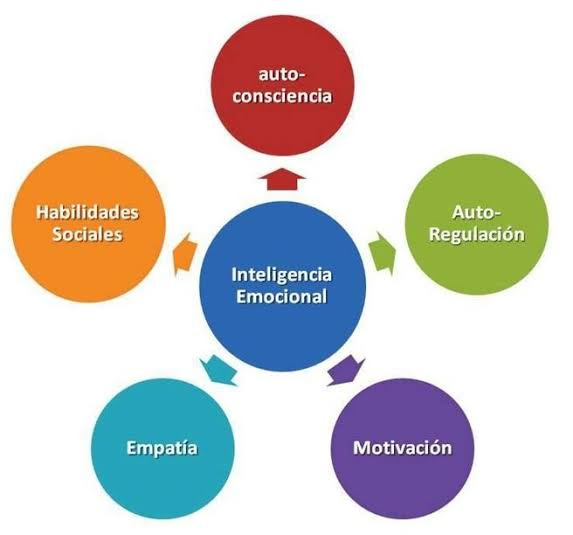 auto-
consciencia
Habilidades
Sociales
Auto-
Regulación
Inteligencia
Emocional
Empatía
Motivación